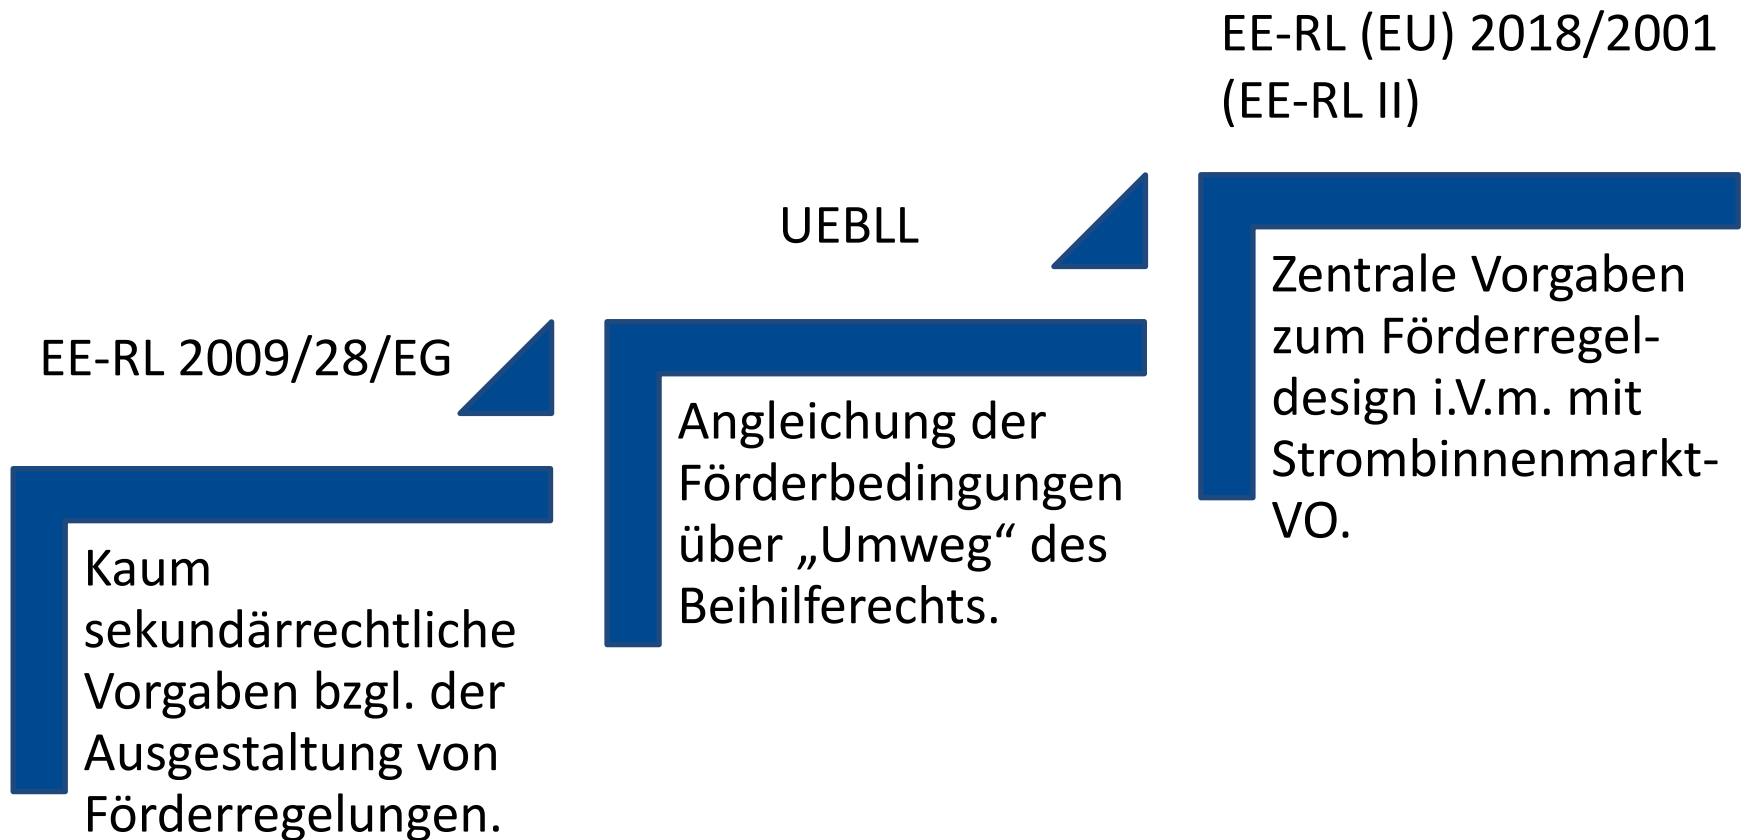 EE-RL 2009/28/EG
Kaum
sekundärrechtliche
Vorgaben bzgl. der
Ausgestaltung von
Förderregelungen.
UEBLL
Angleichung der
Förderbedingungen
über „Umweg“ des
Beihilferechts.
EE-RL (EU) 2018/2001
(EE-RL II)
Zentrale Vorgaben
zum Förderregel-
design i.V.m. mit
Strombinnenmarkt-
VO.